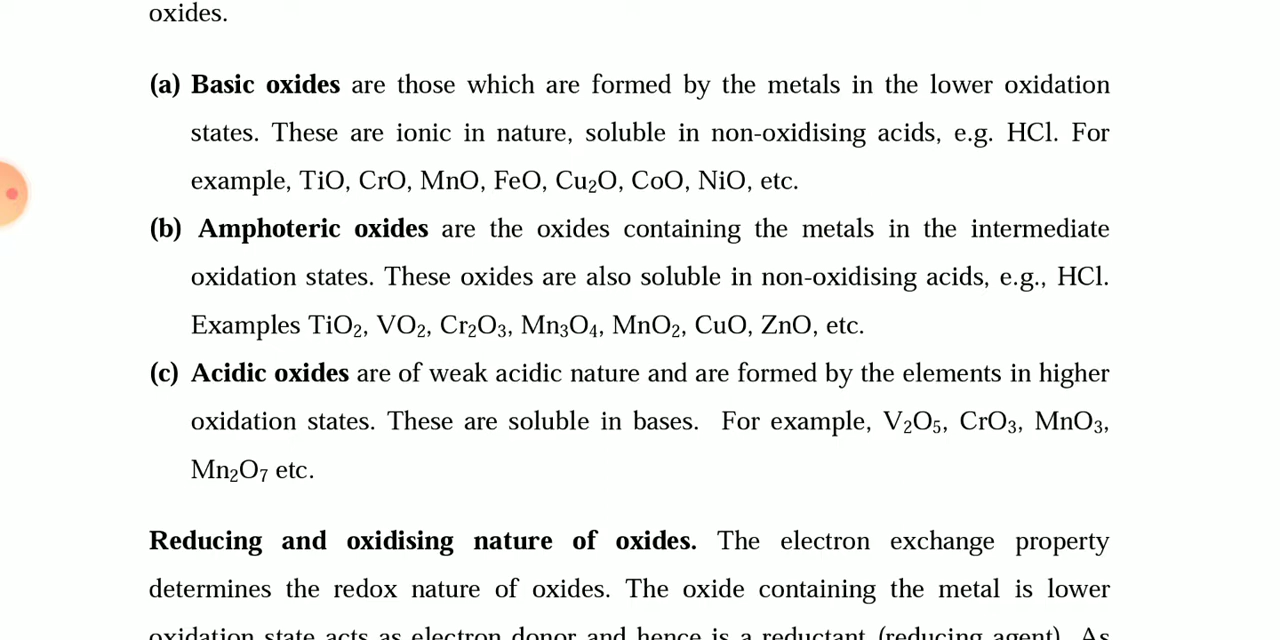 oxides.
(a) Basic oxides are those which are formed by the metals in the lower oxidation
states. These are ionic in nature, soluble in non-oxidising acids, e.g. HCl. For
example, TiO, CrO, MnO, FeO, Cu₂O, CoO, NiO, etc.
(b) Amphoteric oxides are the oxides containing the metals in the intermediate
oxidation states. These oxides are also soluble in non-oxidising acids, e.g., HCl.
Examples TiO₂, VO₂, Cr₂O₃, Mn₃O₄, MnO₂, CuO, ZnO, etc.
(c) Acidic oxides are of weak acidic nature and are formed by the elements in higher
oxidation states. These are soluble in bases. For example, V₂O₅, CrO₃, MnO₃,
Mn₂O₇ etc.
Reducing and oxidising nature of oxides. The electron exchange property
determines the redox nature of oxides. The oxide containing the metal is lower
oxidation state acts as electron donor and hence is a reductant (reducing agent). As